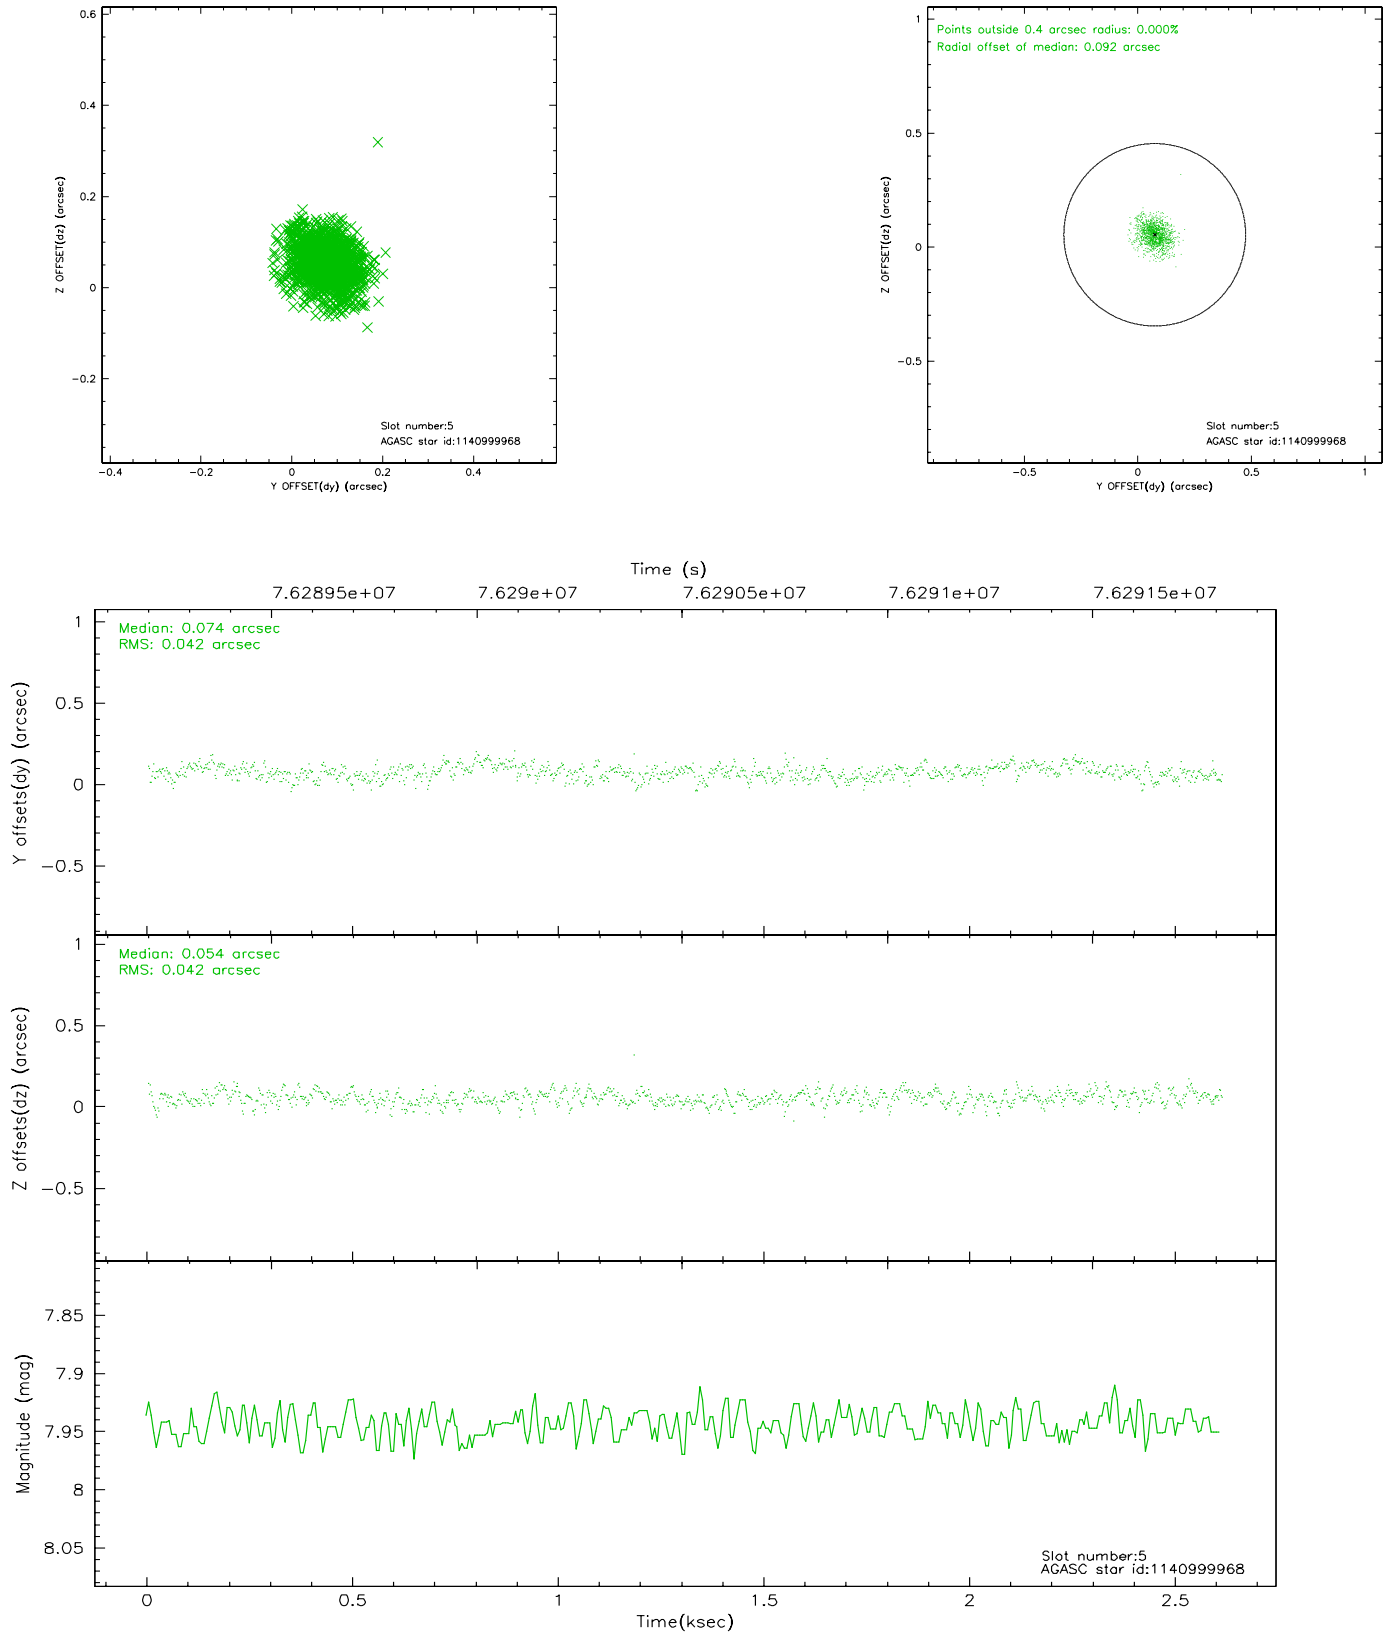 0.6
0.4
0.2
0
−0.2
Z OFFSET(dz) (arcsec)
−0.4
−0.2
0
0.2
0.4
Y OFFSET(dy) (arcsec)
Slot number:5
AGASC star id:1140999968
Points outside 0.4 arcsec radius: 0.000%
Radial offset of median: 0.092 arcsec
1
0.5
0
−0.5
Z OFFSET(dz) (arcsec)
−0.5
0
0.5
1
Y OFFSET(dy) (arcsec)
Slot number:5
AGASC star id:1140999968
Time (s)
7.62895e+07
7.629e+07
7.62905e+07
7.6291e+07
7.62915e+07
Median: 0.074 arcsec
RMS: 0.042 arcsec
1
0.5
0
−0.5
Y offsets(dy) (arcsec)
Median: 0.054 arcsec
RMS: 0.042 arcsec
1
0.5
0
−0.5
Z offsets(dz) (arcsec)
7.85
7.9
7.95
8
8.05
Magnitude (mag)
Slot number:5
AGASC star id:1140999968
0
0.5
1
1.5
2
2.5
Time(ksec)